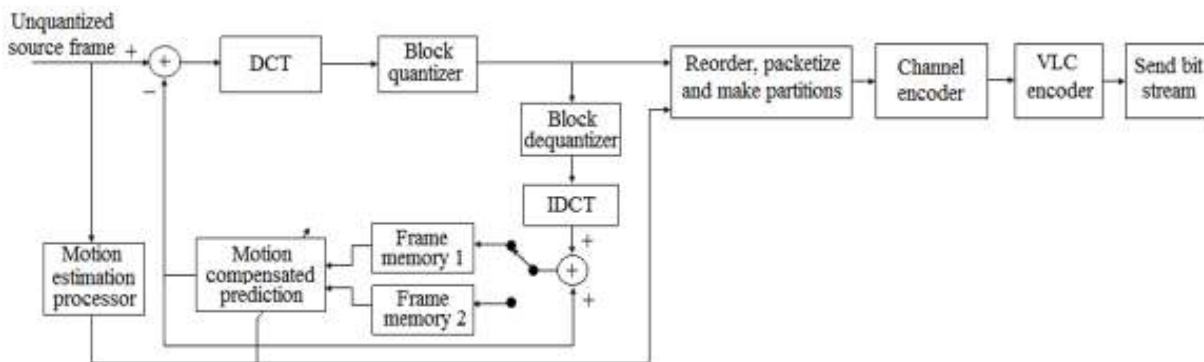 Unquantized
source frame
+
+
−
DCT
Block
quantizer
Reorder, packetize
and make partitions
Channel
encoder
VLC
encoder
Send bit
stream
Block
dequantizer
IDCT
+
+
+
Frame
memory 1
Frame
memory 2
Motion
compensated
prediction
Motion
estimation
processor